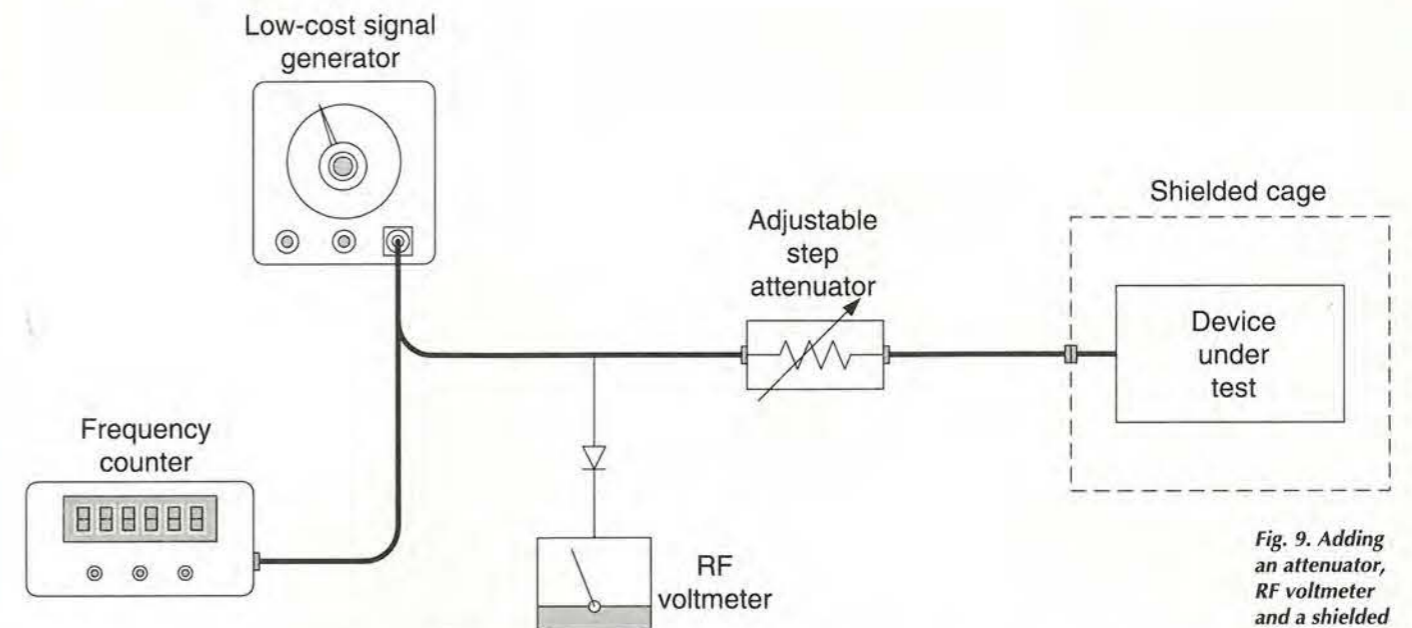 Low-cost signal
generator
Shielded cage
Adjustable
step
attenuator
Device
under
test
Frequency
counter
RF
voltmeter
Fig. 9. Adding
an attenuator,
RF voltmeter
and a shielded